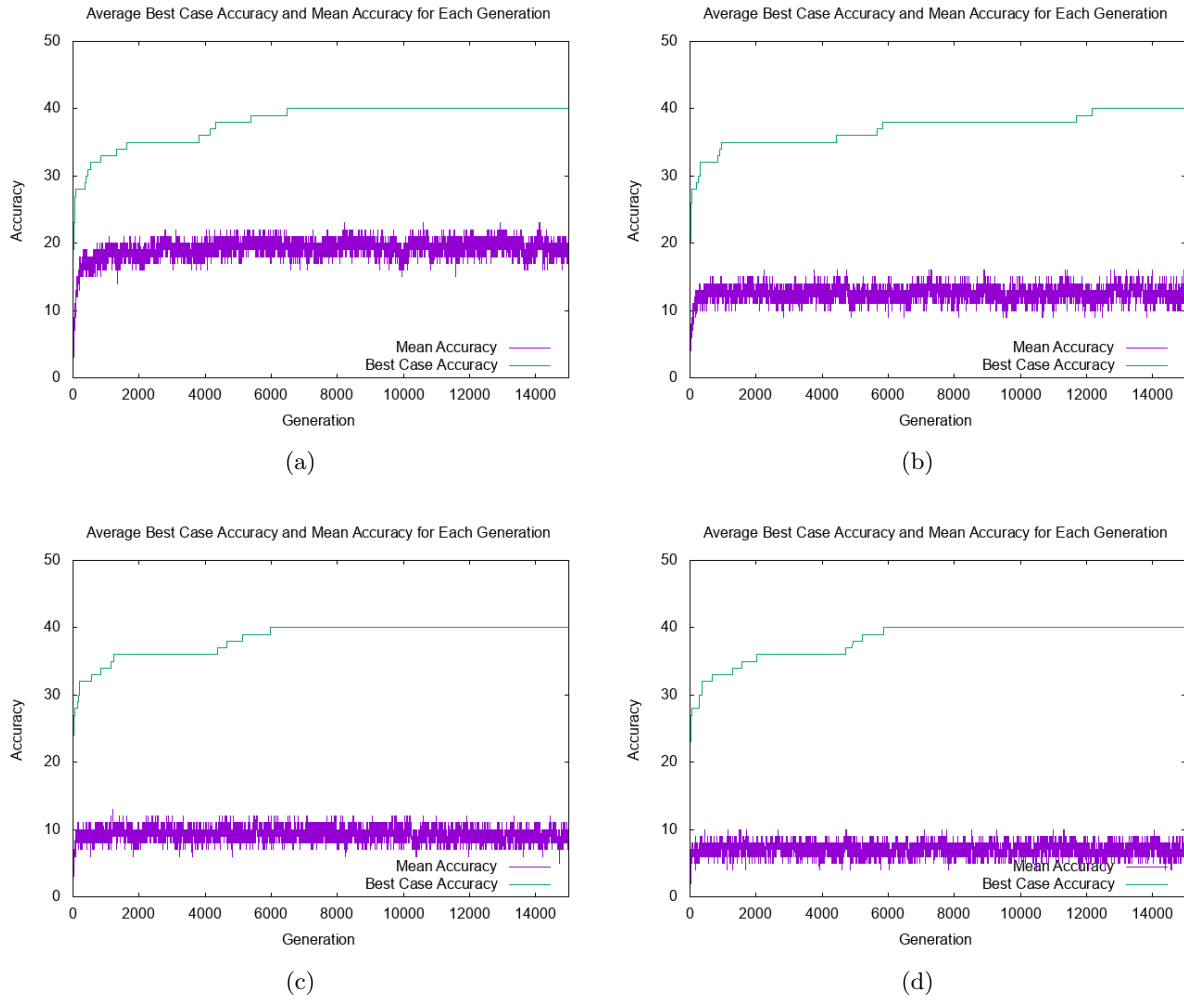 Average Best Case Accuracy and Mean Accuracy for Each Generation
50
40
30
20
10
0
Accuracy
Mean Accuracy
Best Case Accuracy
0 2000 4000 6000 8000 10000 12000 14000
Generation
(a)
Average Best Case Accuracy and Mean Accuracy for Each Generation
50
40
30
20
10
0
Accuracy
Mean Accuracy
Best Case Accuracy
0 2000 4000 6000 8000 10000 12000 14000
Generation
(b)
Average Best Case Accuracy and Mean Accuracy for Each Generation
50
40
30
20
10
0
Accuracy
Mean Accuracy
Best Case Accuracy
0 2000 4000 6000 8000 10000 12000 14000
Generation
(c)
Average Best Case Accuracy and Mean Accuracy for Each Generation
50
40
30
20
10
0
Accuracy
Mean Accuracy
Best Case Accuracy
0 2000 4000 6000 8000 10000 12000 14000
Generation
(d)